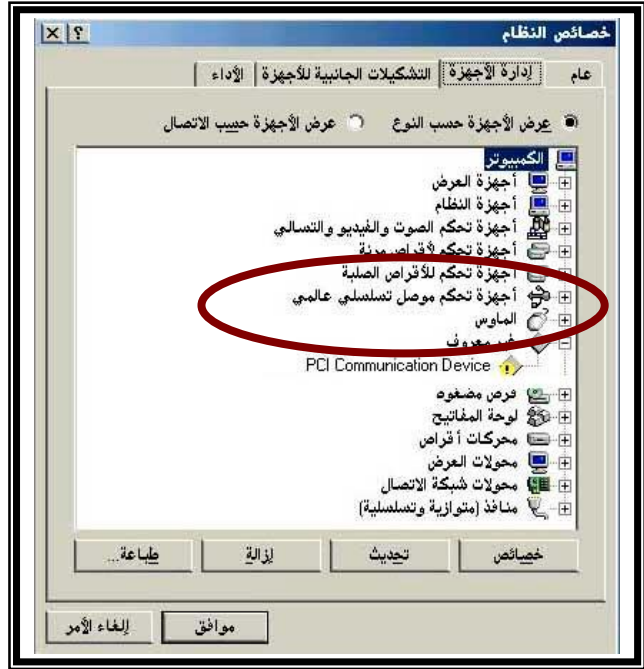 خصائص النظام
عام إدارة الأجهزة التشكيلات الجانبية للأجهزة الأداء
عرض الأجهزة حسب النوع عرض الأجهزة حسب الاتصال
الكمبيوتر
أجهزة العرض
أجهزة النظام
أجهزة تحكم الصوت والفيديو والتسالي
أجهزة تحكم لأقراص مرنة
أجهزة تحكم للأقراص الصلبة
أجهزة تحكم موصل تسلسلي عالمي
الماوس
غير معروف
PCI Communication Device
قرص مضغوط
لوحة المفاتيح
محركات أقراص
محولات العرض
محولات شبكة الاتصال
منافذ (متوازية وتسلسلية)
خصائص تحديث إزالة طباعة...
موافق إلغاء الأمر